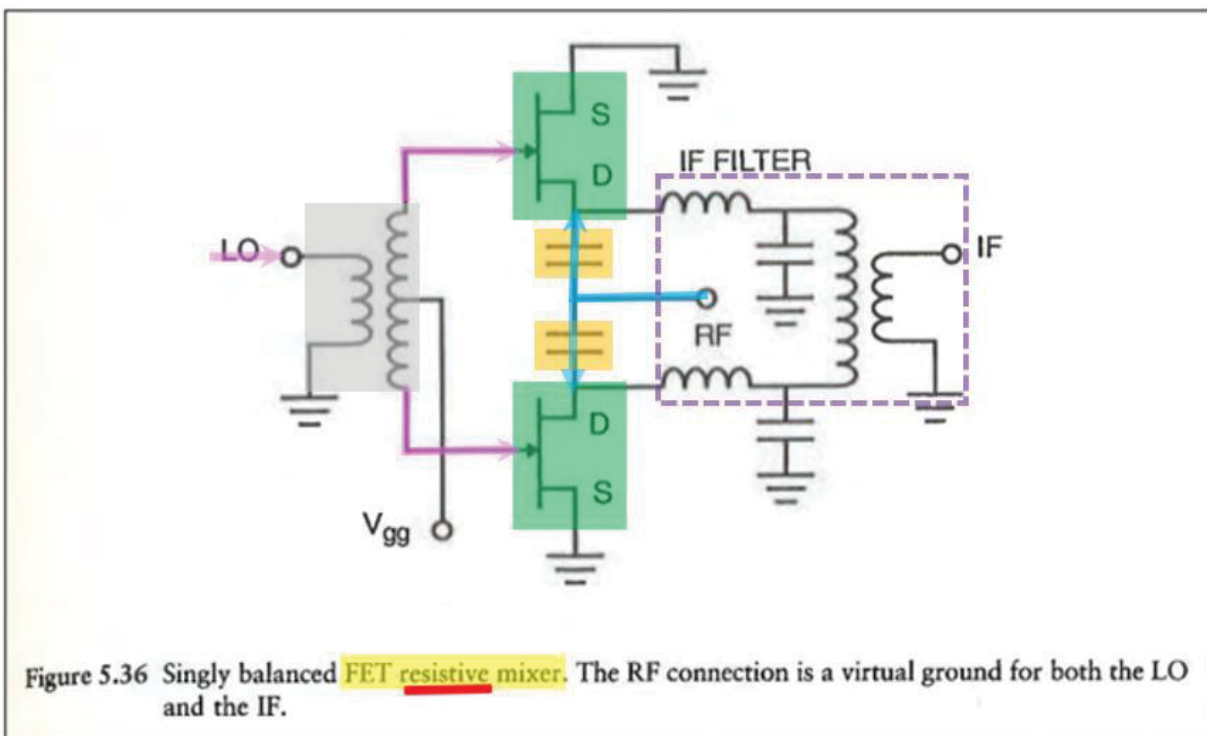 S
D
IF FILTER
LO
IF
RF
D
S
Vgg
Figure 5.36 Singly balanced FET resistive mixer. The RF connection is a virtual ground for both the LO
and the IF.